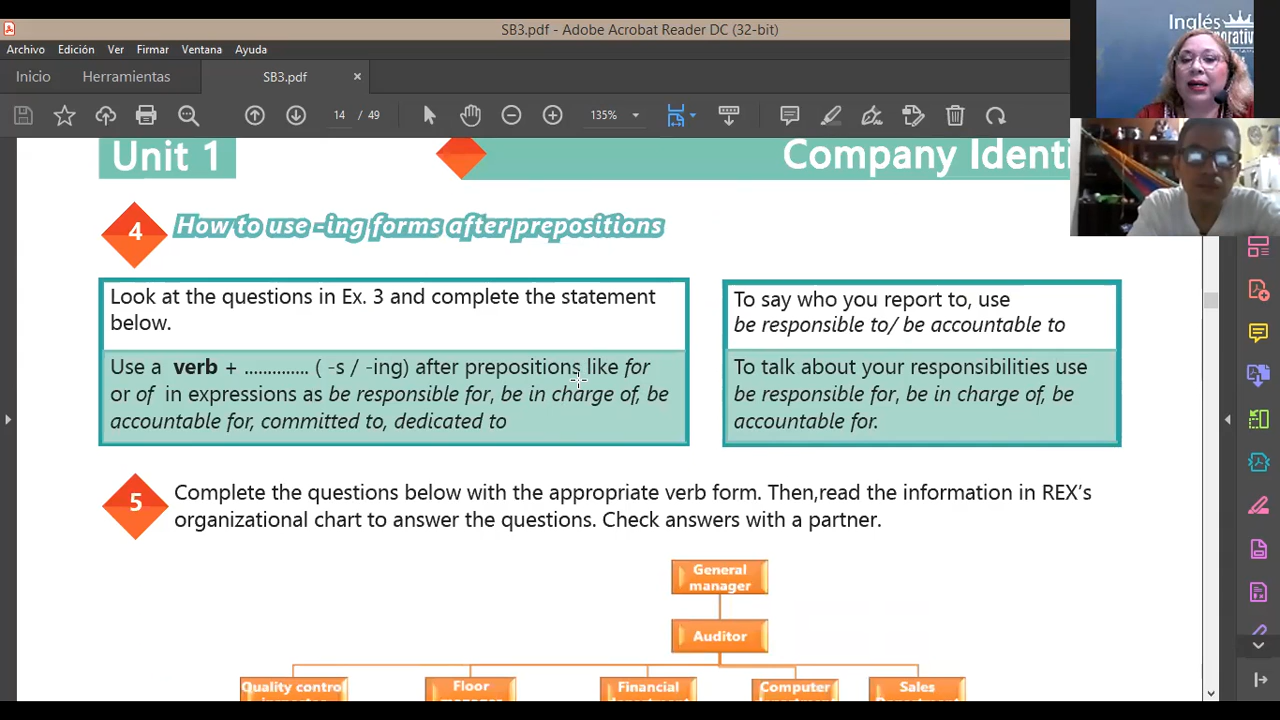 SB3.pdf - Adobe Acrobat Reader DC (32-bit)
Archivo Edición Ver Firmar Ventana Ayuda
Inicio Herramientas SB3.pdf ×
14 / 49 135%
Inglés
Unit 1 Company Identi
4 How to use -ing forms after prepositions
Look at the questions in Ex. 3 and complete the statement
below.
Use a verb + .............. ( -s / -ing) after prepositions like for
or of in expressions as be responsible for, be in charge of, be
accountable for, committed to, dedicated to
To say who you report to, use
be responsible to/ be accountable to
To talk about your responsibilities use
be responsible for, be in charge of, be
accountable for.
5 Complete the questions below with the appropriate verb form. Then,read the information in REX’s
organizational chart to answer the questions. Check answers with a partner.
General
manager
Auditor
Quality control
Floor
Financial
Computer
Sales